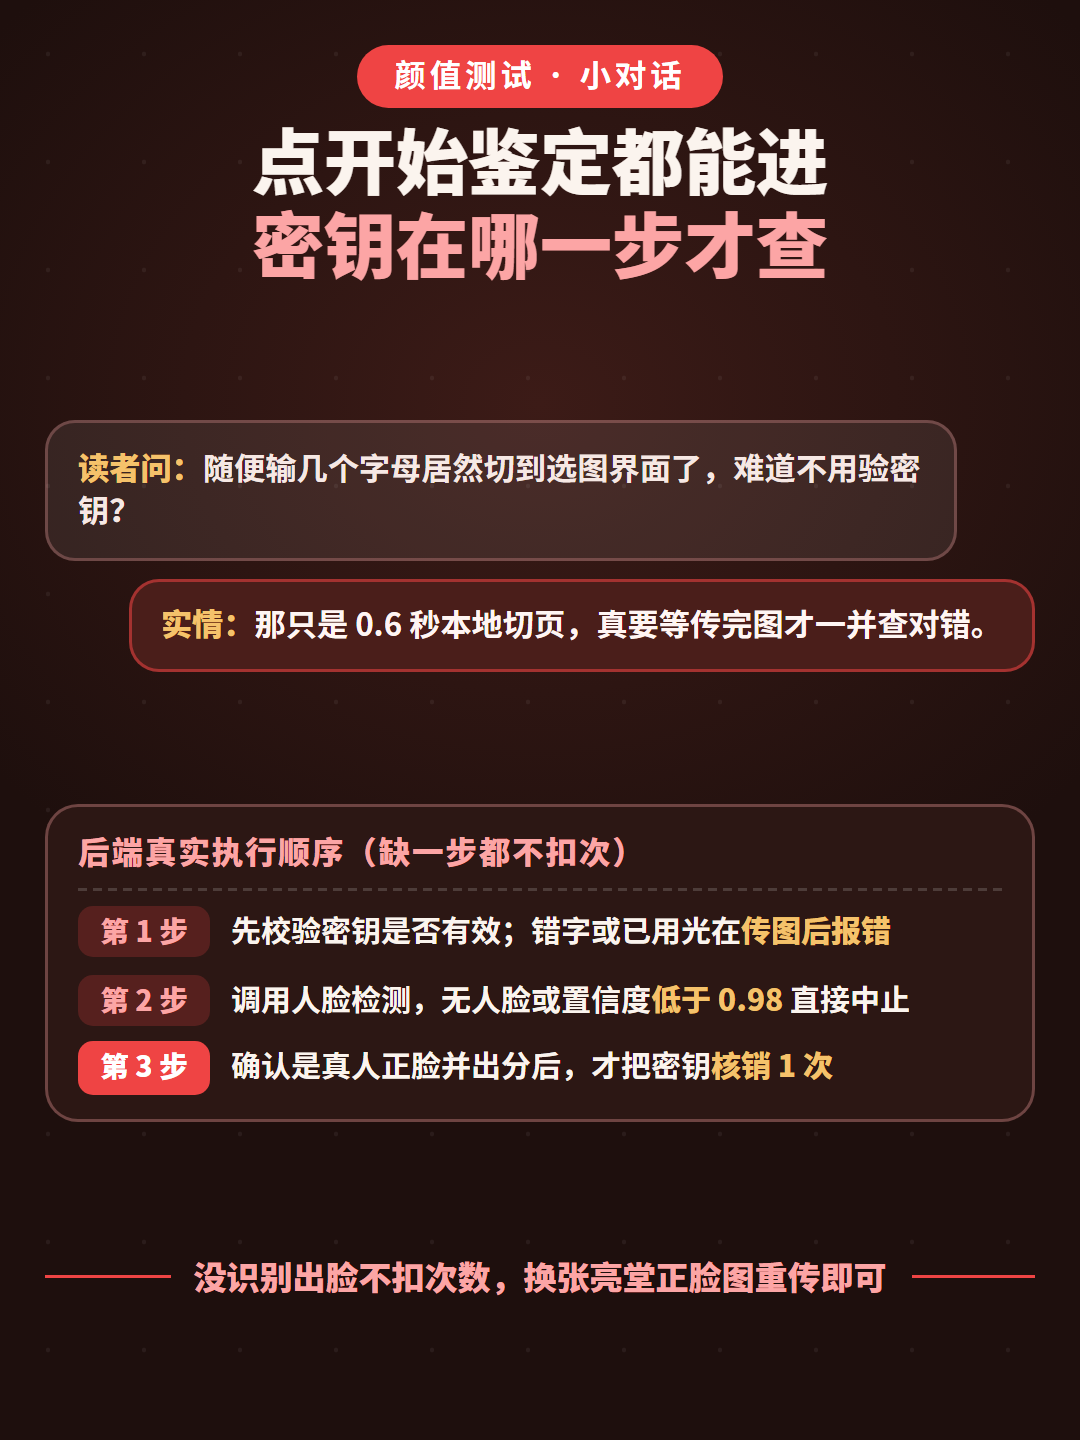 颜值测试 · 小对话
点开始鉴定都能进
密钥在哪一步才查
读者问：随便输几个字母居然切到选图界面了，难道不用验密
钥？
实情：那只是 0.6 秒本地切页，真要等传完图才一并查对错。
后端真实执行顺序（缺一步都不扣次）
第 1 步 先校验密钥是否有效；错字或已用光在传图后报错
第 2 步 调用人脸检测，无人脸或置信度低于 0.98 直接中止
第 3 步 确认是真人正脸并出分后，才把密钥核销 1 次
没识别出脸不扣次数，换张亮堂正脸图重传即可